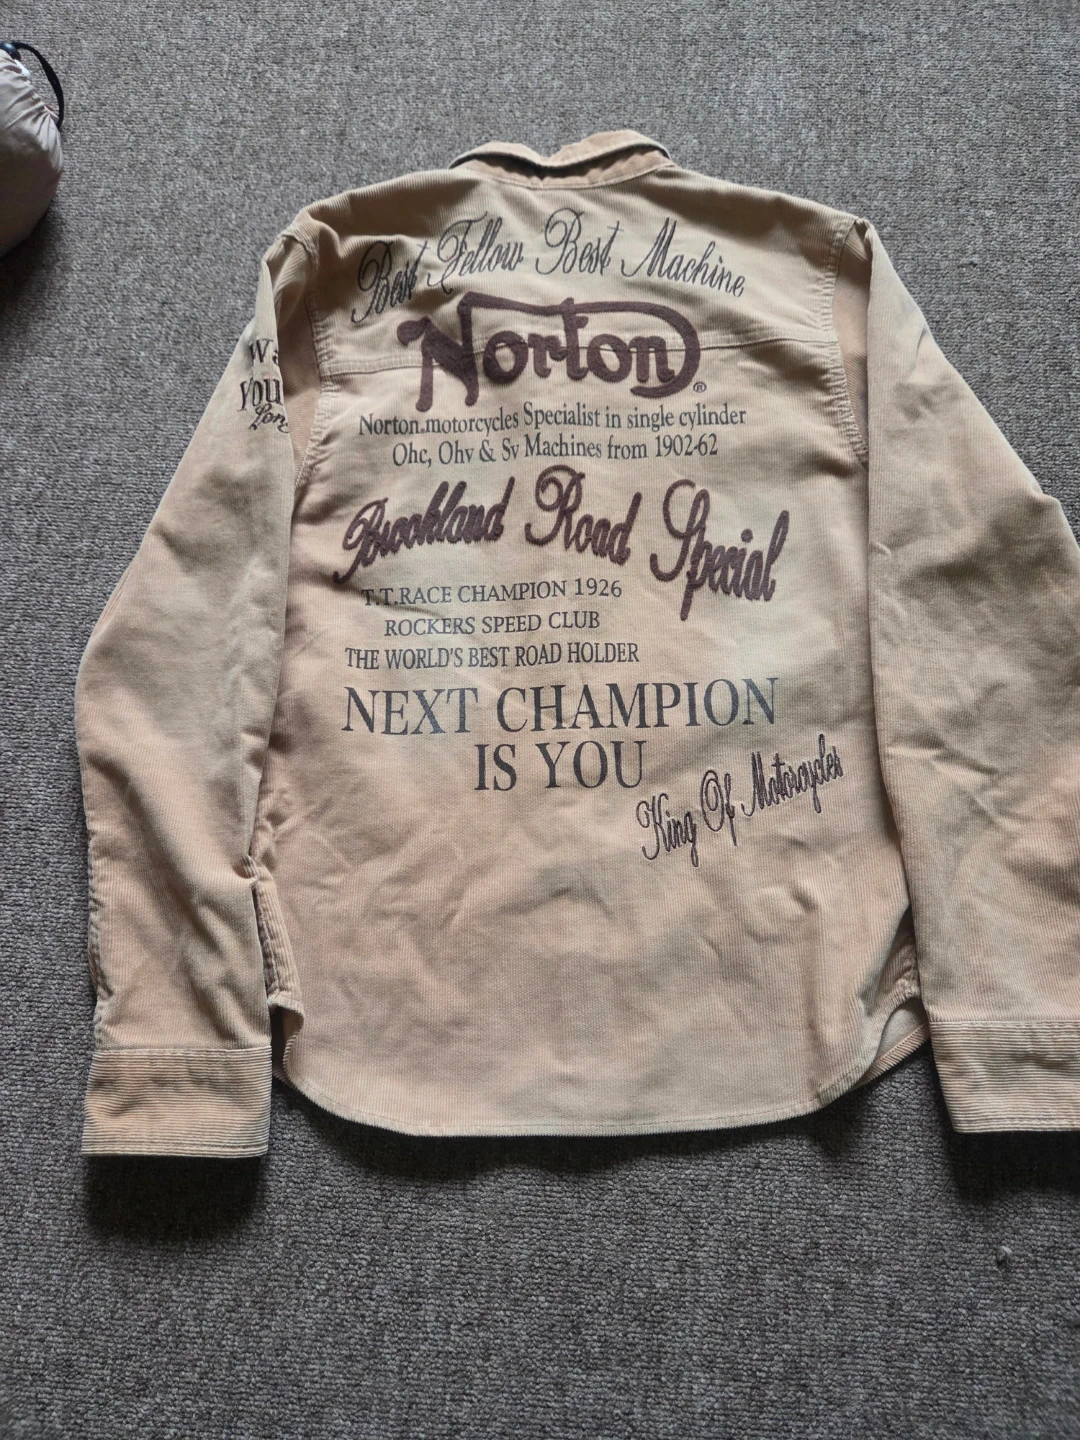 Best Fellow Best Machine
Norton®
Norton.motorcycles Specialist in single cylinder
Ohc, Ohv & Sv Machines from 1902-62
Brookland Road Special
T.T.RACE CHAMPION 1926
ROCKERS SPEED CLUB
THE WORLD'S BEST ROAD HOLDER
NEXT CHAMPION
IS YOU
King Of Motorcycles
You